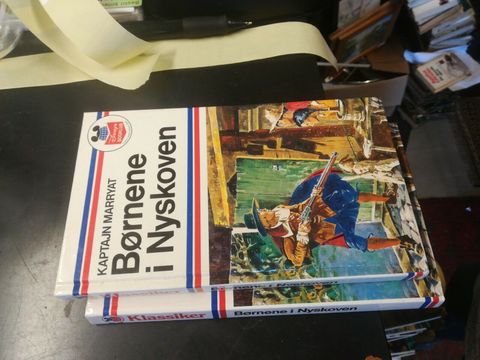 KAPTAJN MARRYAT
Børnene
i Nyskoven
Klassiker
Børnene i Nyskoven